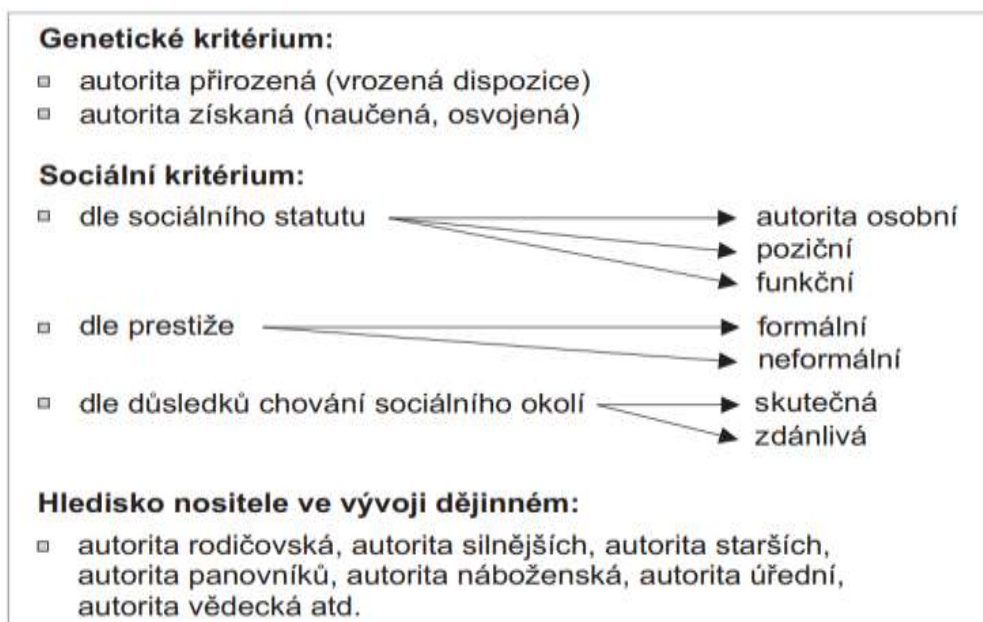 Genetické kritérium:
autorita přirozená (vrozená dispozice)
autorita získaná (naučená, osvojená)
Sociální kritérium:
dle sociálního statutu
autorita osobní
poziční
funkční
dle prestiže
formální
neformální
dle důsledků chování sociálního okolí
skutečná
zdánlivá
Hledisko nositele ve vývoji dějinném:
autorita rodičovská, autorita silnějších, autorita starších,
autorita panovníků, autorita náboženská, autorita úřední,
autorita vědecká atd.